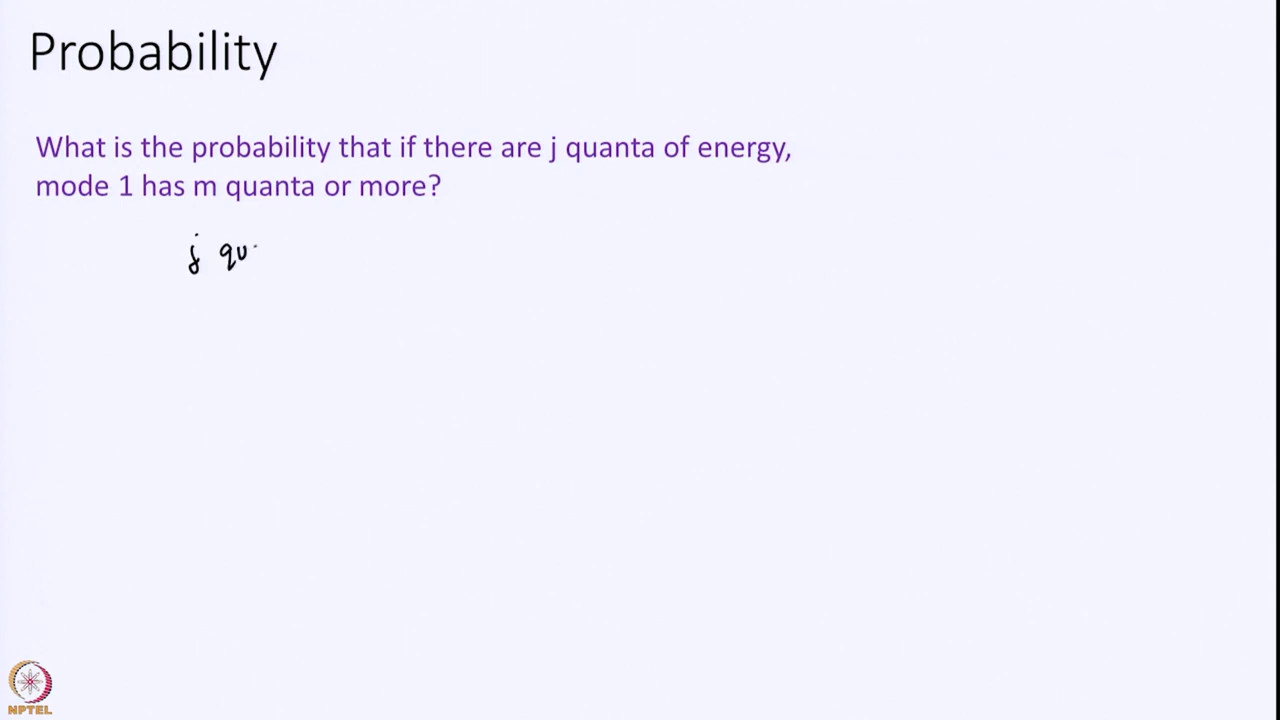 Probability
What is the probability that if there are j quanta of energy,
mode 1 has m quanta or more?
j qu
NPTEL